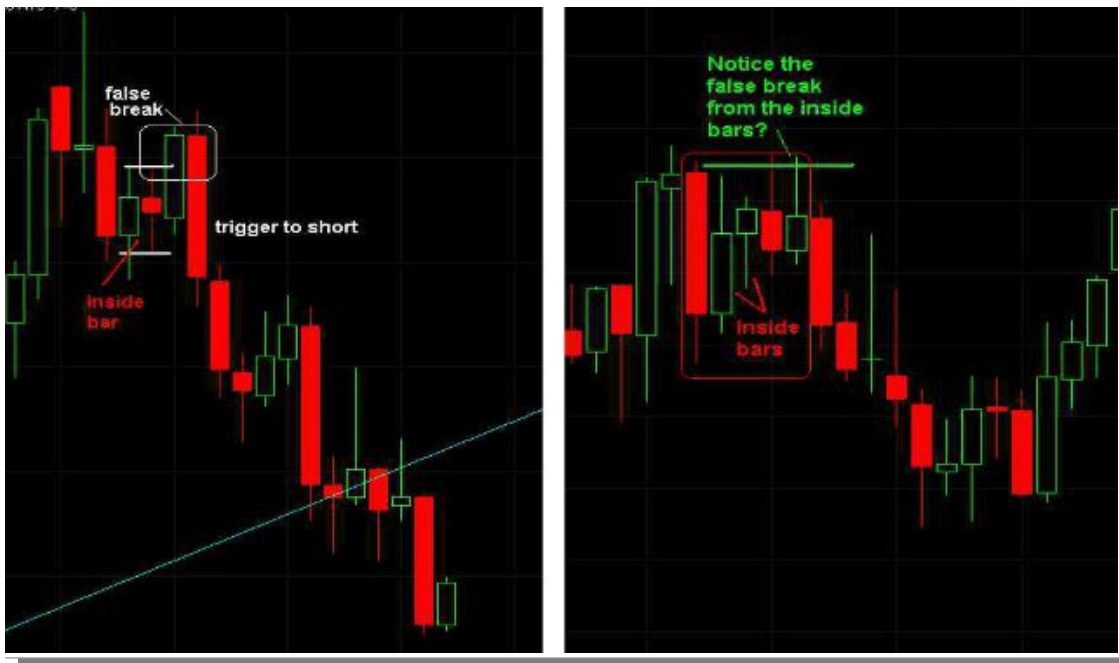 false
break
trigger to short
Inside
bar
Notice the
false break
from the inside
bars?
Inside
bars